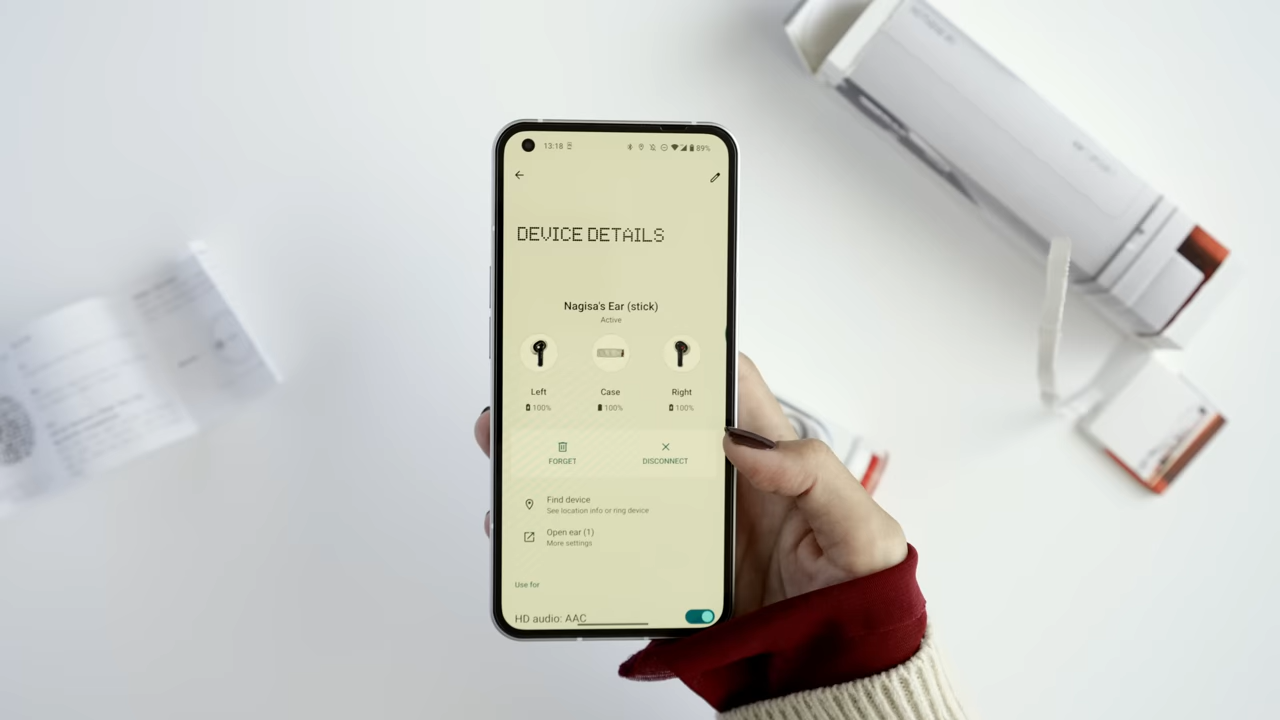 13:18
89%
DEVICE DETAILS
Nagisa's Ear (stick)
Active
Left
Case
Right
100%
100%
100%
FORGET
DISCONNECT
Find device
See location info or ring device
Open ear (1)
More settings
Use for
HD audio: AAC